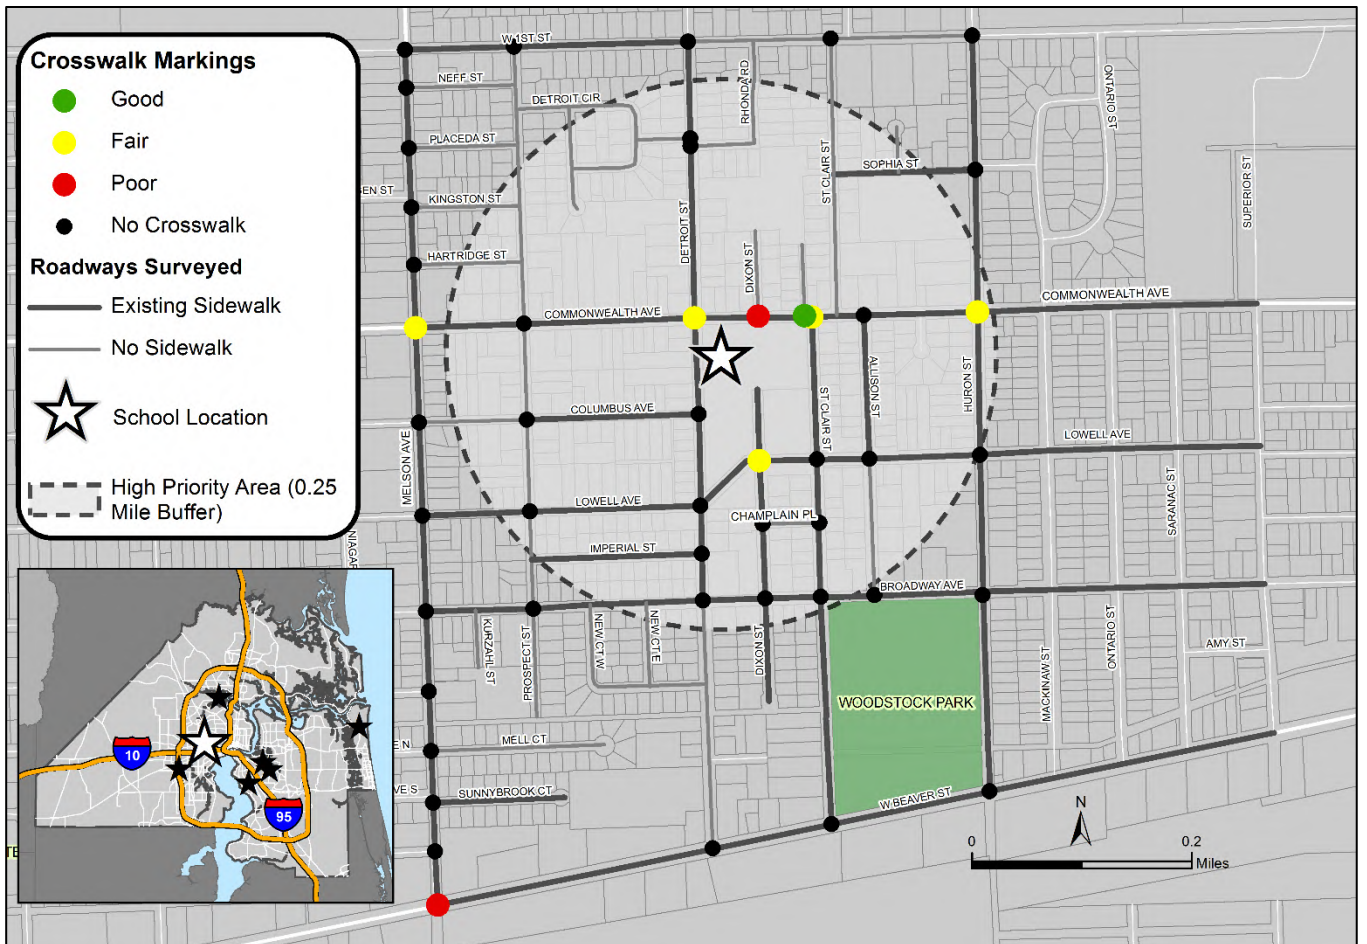 Crosswalk Markings
Good
Fair
Poor
No Crosswalk
Roadways Surveyed
Existing Sidewalk
No Sidewalk
School Location
High Priority Area (0.25
Mile Buffer)
W 1ST ST
NEFF ST
DETROIT CIR
RHONDA RD
ONTARIO ST
PLACEDA ST
ST CLAIR ST
SOPHIA ST
SUPERIOR ST
EN ST
KINGSTON ST
DETROIT ST
HARTRIDGE ST
DIXON ST
COMMONWEALTH AVE
COMMONWEALTH AVE
ALLISON ST
HURON ST
COLUMBUS AVE
ST CLAIR ST
LOWELL AVE
MELSON AVE
LOWELL AVE
CHAMPLAIN PL
SARANAC ST
NIAGAR
IMPERIAL ST
BROADWAY AVE
KURZAHL ST
PROSPECT ST
NEW CT W
NEW CT E
DIXON ST
MACKINAW ST
ONTARIO ST
AMY ST
WOODSTOCK PARK
E N
MELL CT
VE S
SUNNYBROOK CT
W BEAVER ST
N
0
0.2
Miles
10
95
TE